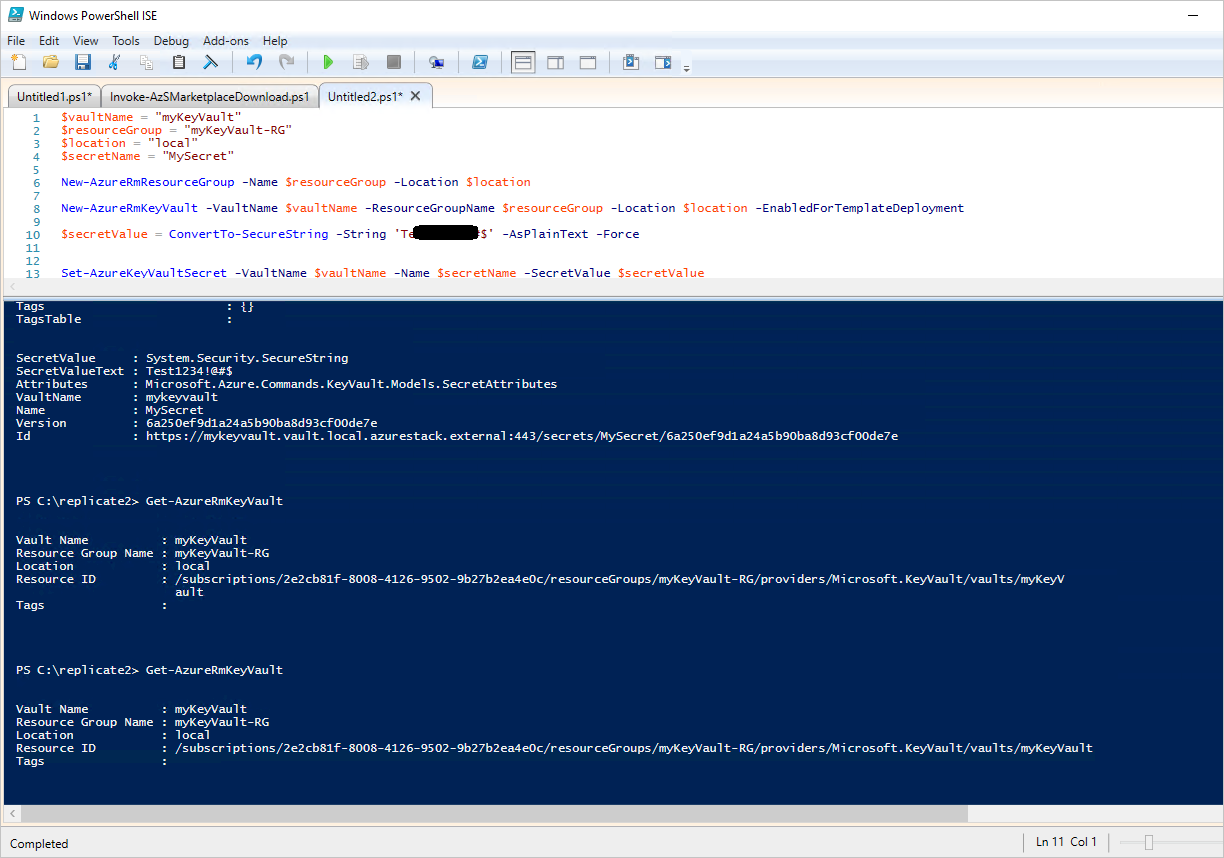 Windows PowerShell ISE
File Edit View Tools Debug Add-ons Help
Untitled1.ps1* Invoke-AzSMarketplaceDownload.ps1 Untitled2.ps1* X
1 $vaultName = "myKeyVault"
2 $resourceGroup = "myKeyVault-RG"
3 $location = "local"
4 $secretName = "MySecret"
5
6 New-AzureRmResourceGroup -Name $resourceGroup -Location $location
7
8 New-AzureRmKeyVault -VaultName $vaultName -ResourceGroupName $resourceGroup -Location $location -EnabledForTemplateDeployment
9
10 $secretValue = ConvertTo-SecureString -String 'Te $' -AsPlainText -Force
11
12
13 Set-AzureKeyVaultSecret -VaultName $vaultName -Name $secretName -SecretValue $secretValue
Tags : {}
TagsTable :
SecretValue : System.Security.SecureString
SecretValueText : Test1234!@#$
Attributes : Microsoft.Azure.Commands.KeyVault.Models.SecretAttributes
VaultName : mykeyvault
Name : MySecret
Version : 6a250ef9d1a24a5b90ba8d93cf00de7e
Id : https://mykeyvault.vault.local.azurestack.external:443/secrets/MySecret/6a250ef9d1a24a5b90ba8d93cf00de7e
PS C:\replicate2> Get-AzureRmKeyVault
Vault Name : myKeyVault
Resource Group Name : myKeyVault-RG
Location : local
Resource ID : /subscriptions/2e2cb81f-8008-4126-9502-9b27b2ea4e0c/resourceGroups/myKeyVault-RG/providers/Microsoft.KeyVault/vaults/myKeyV
ault
Tags :
PS C:\replicate2> Get-AzureRmKeyVault
Vault Name : myKeyVault
Resource Group Name : myKeyVault-RG
Location : local
Resource ID : /subscriptions/2e2cb81f-8008-4126-9502-9b27b2ea4e0c/resourceGroups/myKeyVault-RG/providers/Microsoft.KeyVault/vaults/myKeyVault
Tags :
Completed
Ln 11 Col 1